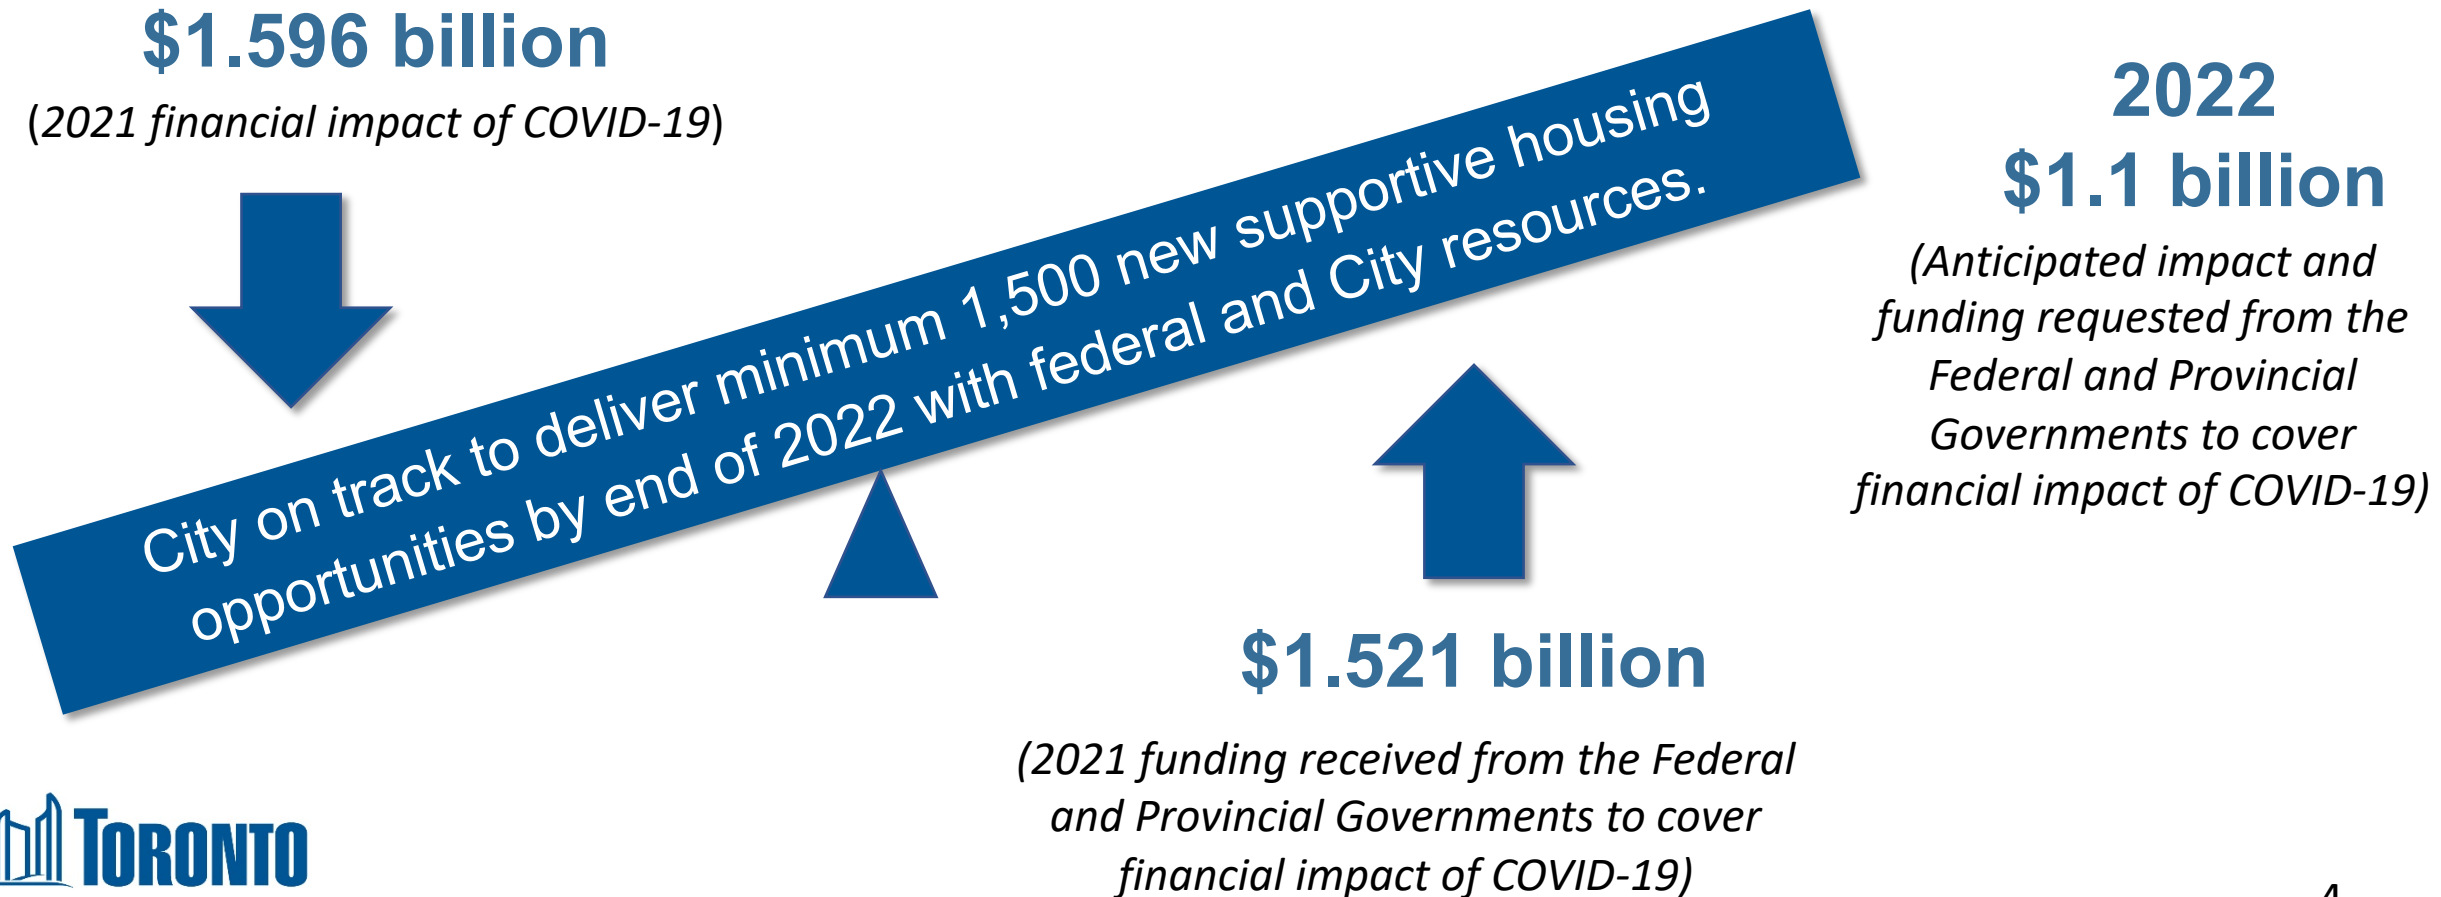 $1.596 billion
(2021 financial impact of COVID-19)
City on track to deliver minimum 1,500 new supportive housing
opportunities by end of 2022 with federal and City resources.
2022
$1.1 billion
(Anticipated impact and
funding requested from the
Federal and Provincial
Governments to cover
financial impact of COVID-19)
$1.521 billion
(2021 funding received from the Federal
and Provincial Governments to cover
financial impact of COVID-19)
TORONTO